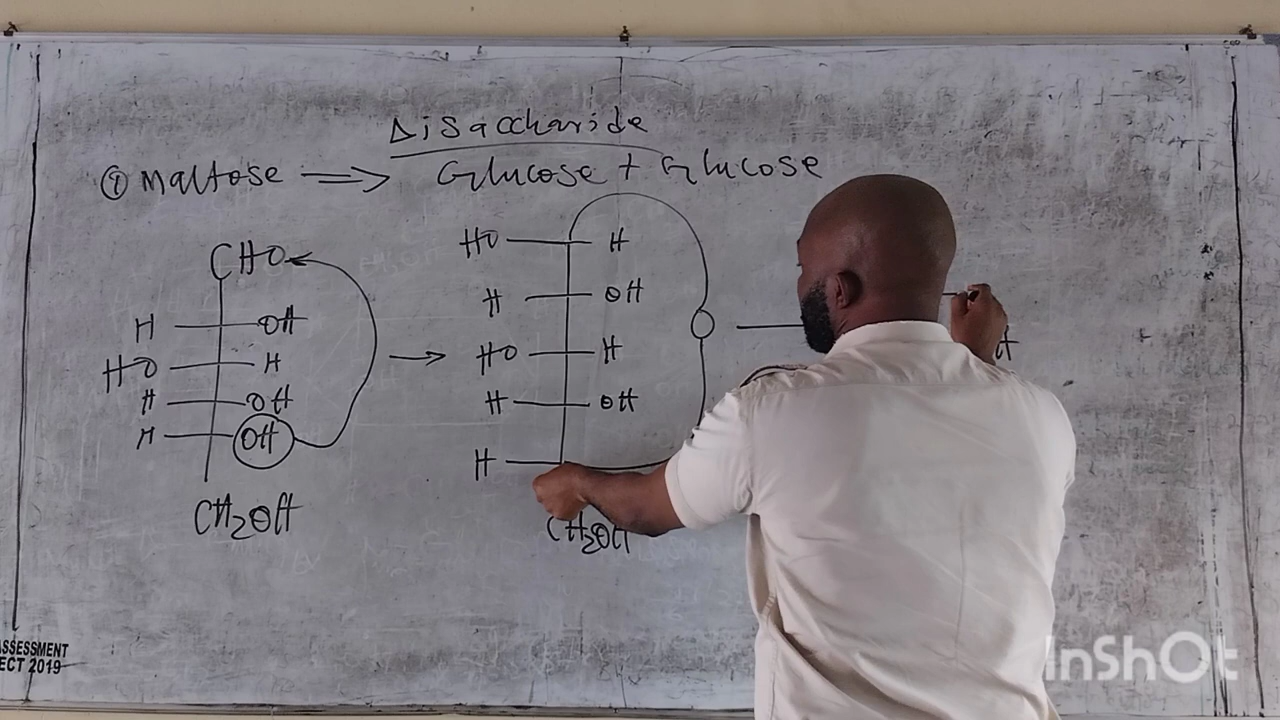 Disaccharide
① Maltose ⟹ Glucose + Glucose
CHO
H OH
HO H
H OH
H OH
CH2OH
→
HO H
H OH
O
HO H
H OH
H
CH2OH
ASSESSMENT
ECT 2019
InShOt